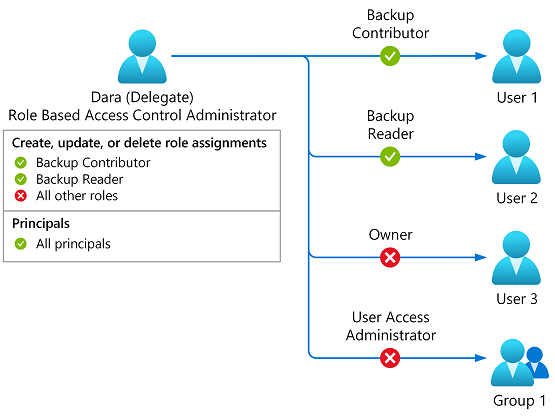 Dara (Delegate)
Role Based Access Control Administrator
Create, update, or delete role assignments
Backup Contributor
Backup Reader
All other roles
Principals
All principals
Backup
Contributor
User 1
Backup
Reader
User 2
Owner
User 3
User Access
Administrator
Group 1